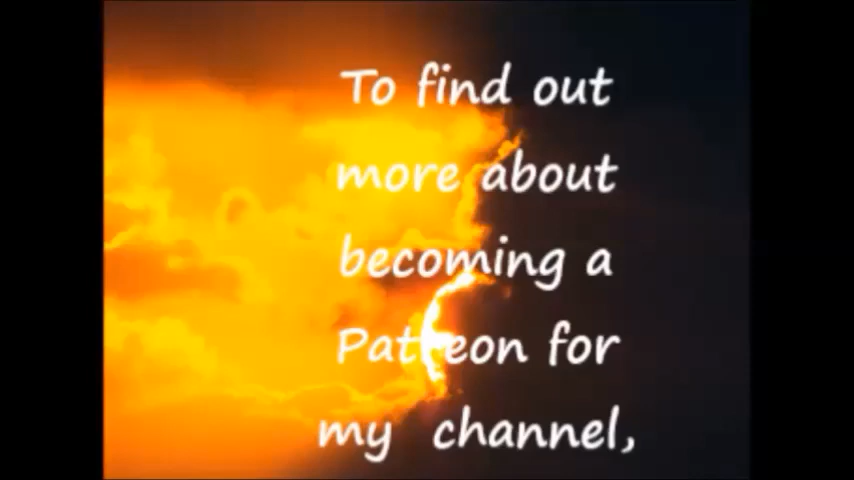 To find out
more about
becoming a
Patreon for
my channel,